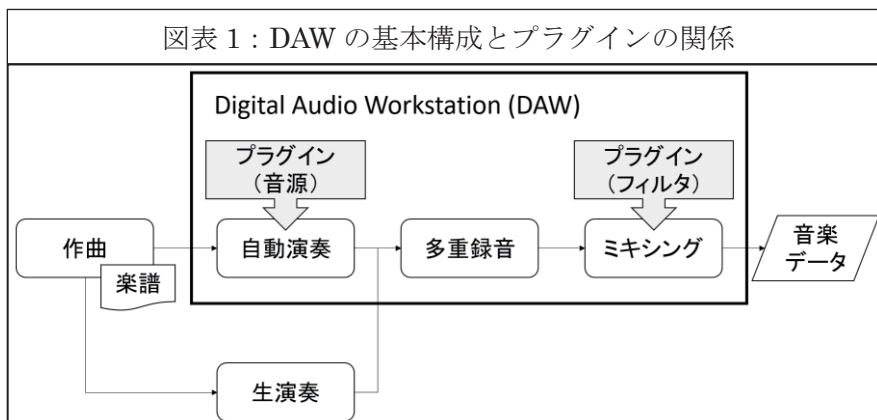 図表 1：DAW の基本構成とプラグインの関係
Digital Audio Workstation (DAW)
プラグイン
（音源）
プラグイン
（フィルタ）
作曲
楽譜
自動演奏
多重録音
ミキシング
音楽
データ
生演奏